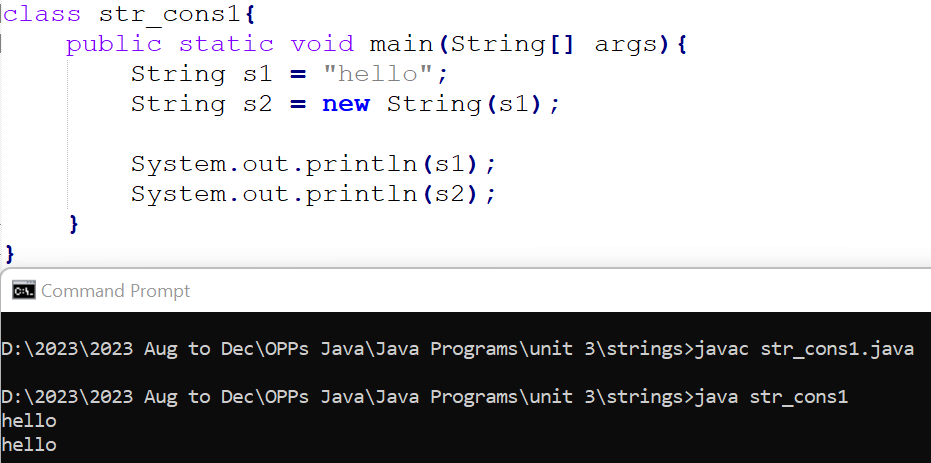 class str_cons1{
public static void main(String[] args){
String s1 = "hello";
String s2 = new String(s1);
System.out.println(s1);
System.out.println(s2);
}
}
C:\.
Command Prompt
D:\2023\2023 Aug to Dec\OPPs Java\Java Programs\unit 3\strings>javac str_cons1.java
D:\2023\2023 Aug to Dec\OPPs Java\Java Programs\unit 3\strings>java str_cons1
hello
hello